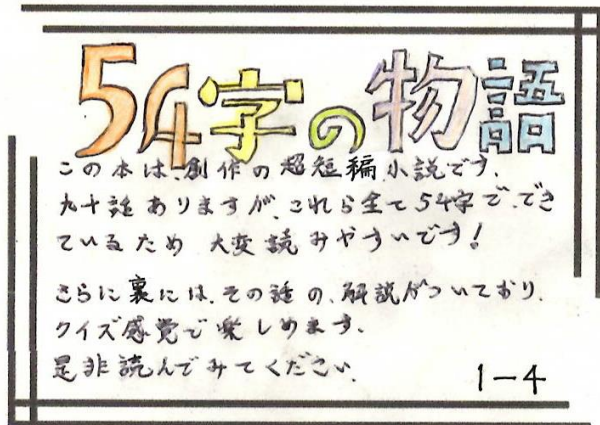 54字の物語
この本は、創作の超短編小説です。
九十話ありますが、これら全て54字で、でき
ているため 大変読みやすいです!
さらに裏には、その話の、解説がついており、
クイズ感覚で楽しめます。
是非読んでみてください。
1-4